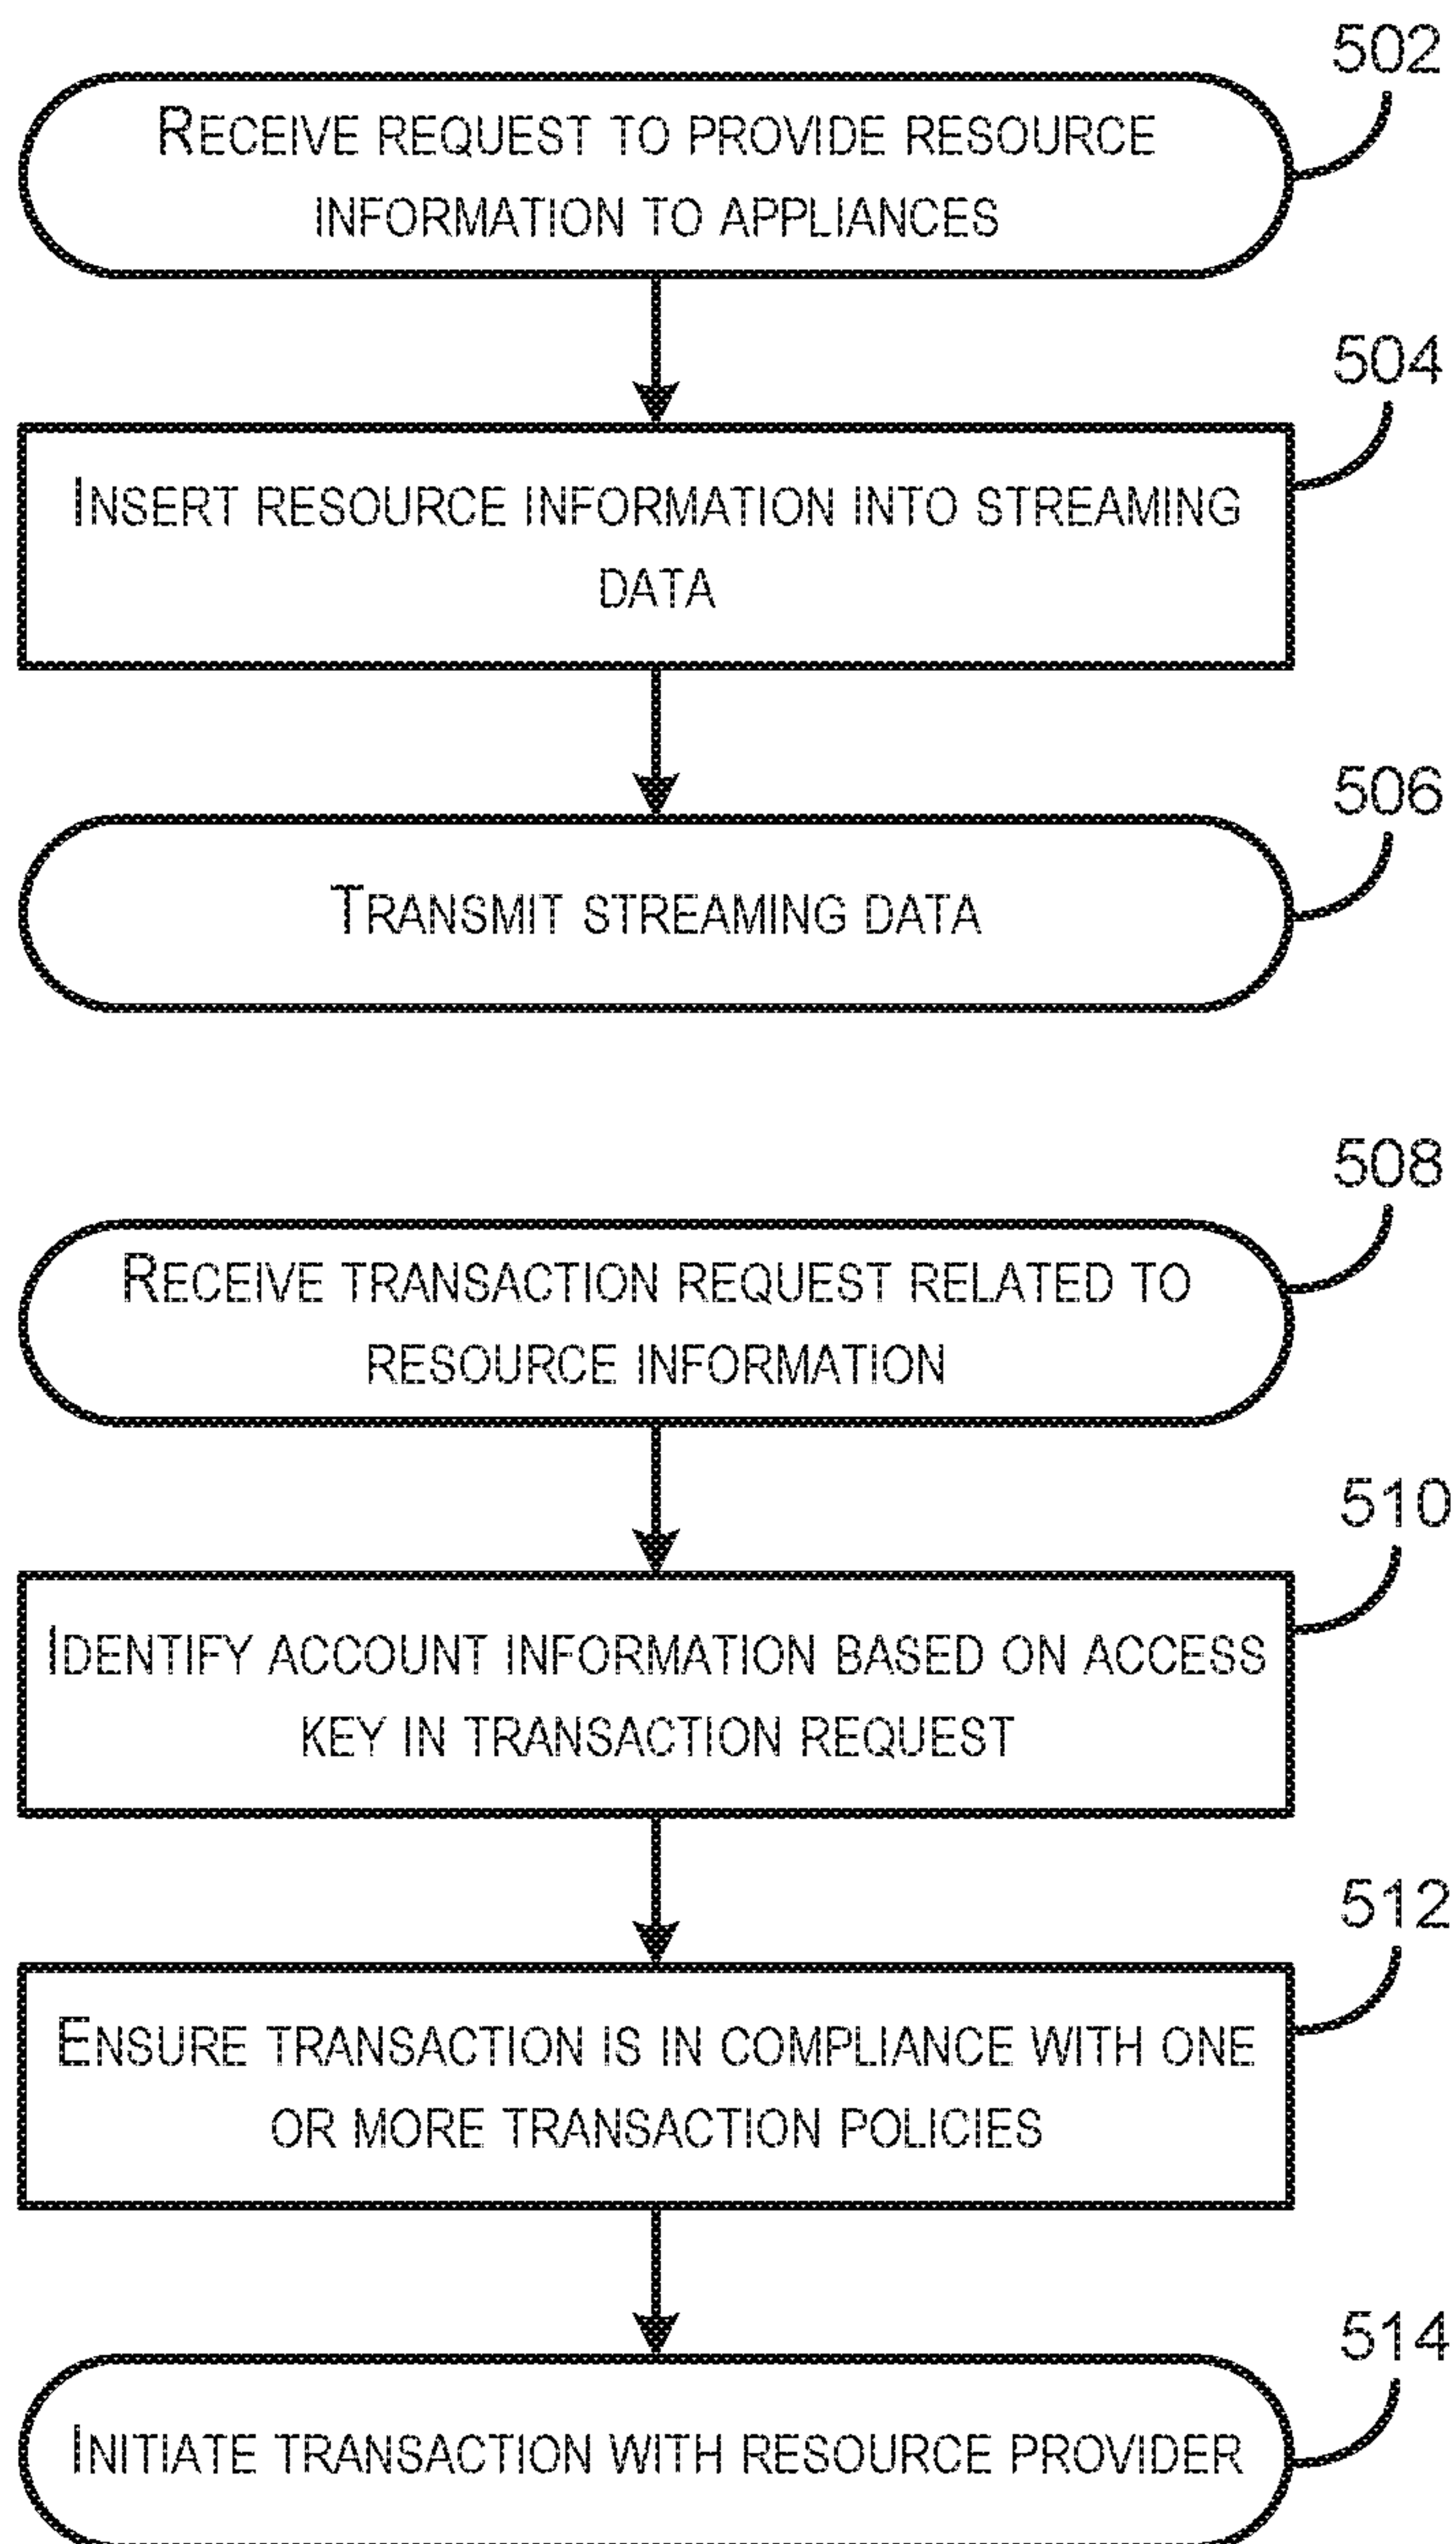 502
RECEIVE REQUEST TO PROVIDE RESOURCE
INFORMATION TO APPLIANCES
504
INSERT RESOURCE INFORMATION INTO STREAMING
DATA
506
TRANSMIT STREAMING DATA
508
RECEIVE TRANSACTION REQUEST RELATED TO
RESOURCE INFORMATION
510
IDENTIFY ACCOUNT INFORMATION BASED ON ACCESS
KEY IN TRANSACTION REQUEST
512
ENSURE TRANSACTION IS IN COMPLIANCE WITH ONE
OR MORE TRANSACTION POLICIES
514
INITIATE TRANSACTION WITH RESOURCE PROVIDER